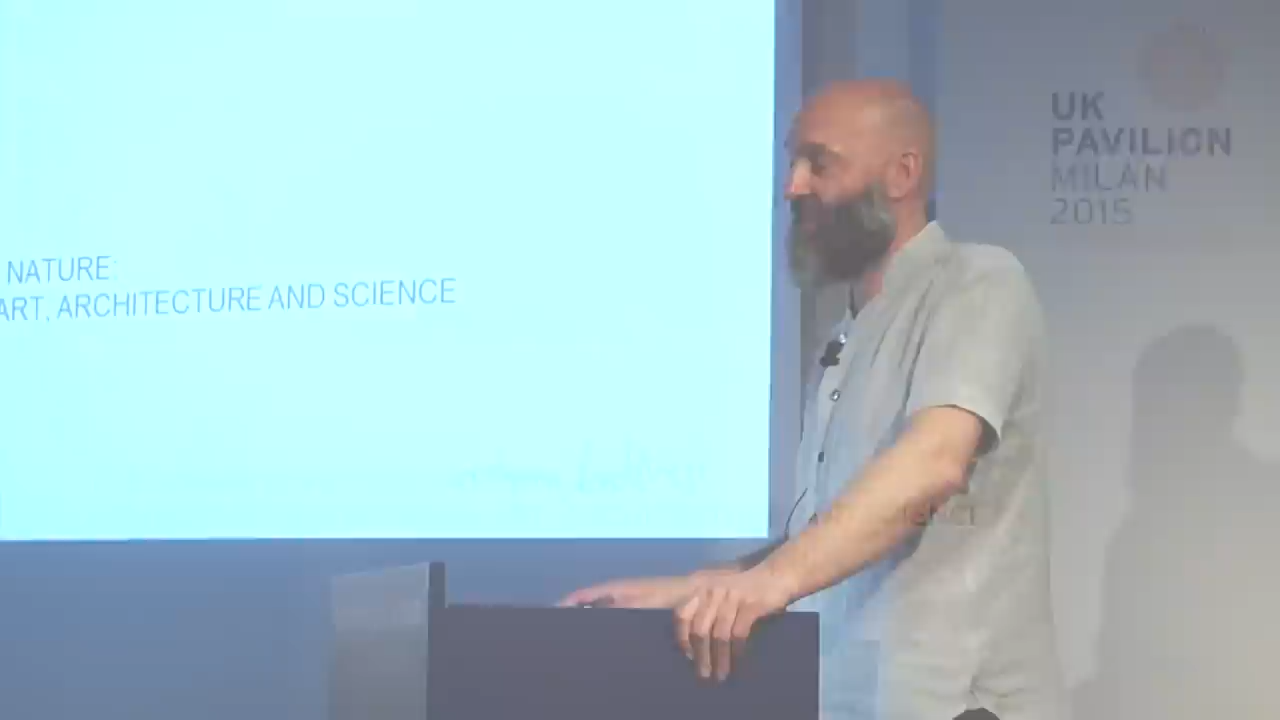 NATURE:
ART, ARCHITECTURE AND SCIENCE
UK
PAVILION
MILAN
2015